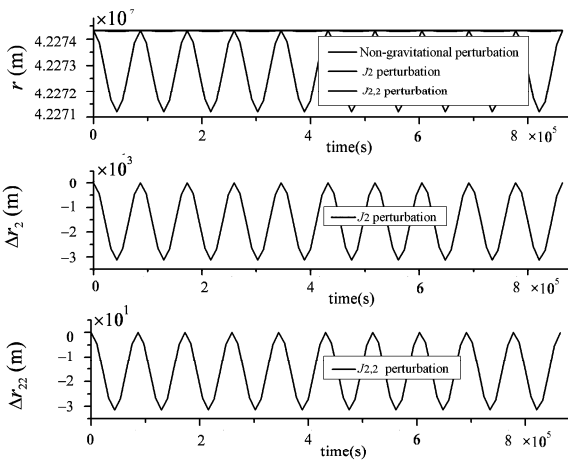 ×10⁷
4.2274
4.2273
4.2272
4.2271
r (m)
Non-gravitational perturbation
J2 perturbation
J2,2 perturbation
0 2 4 6 8 ×10⁵
time(s)
×10³
0
−1
−2
−3
Δr₂ (m)
J2 perturbation
0 2 4 6 8 ×10⁵
time(s)
×10¹
0
−1
−2
−3
Δr₂₂ (m)
J2,2 perturbation
0 2 4 6 8 ×10⁵
time(s)